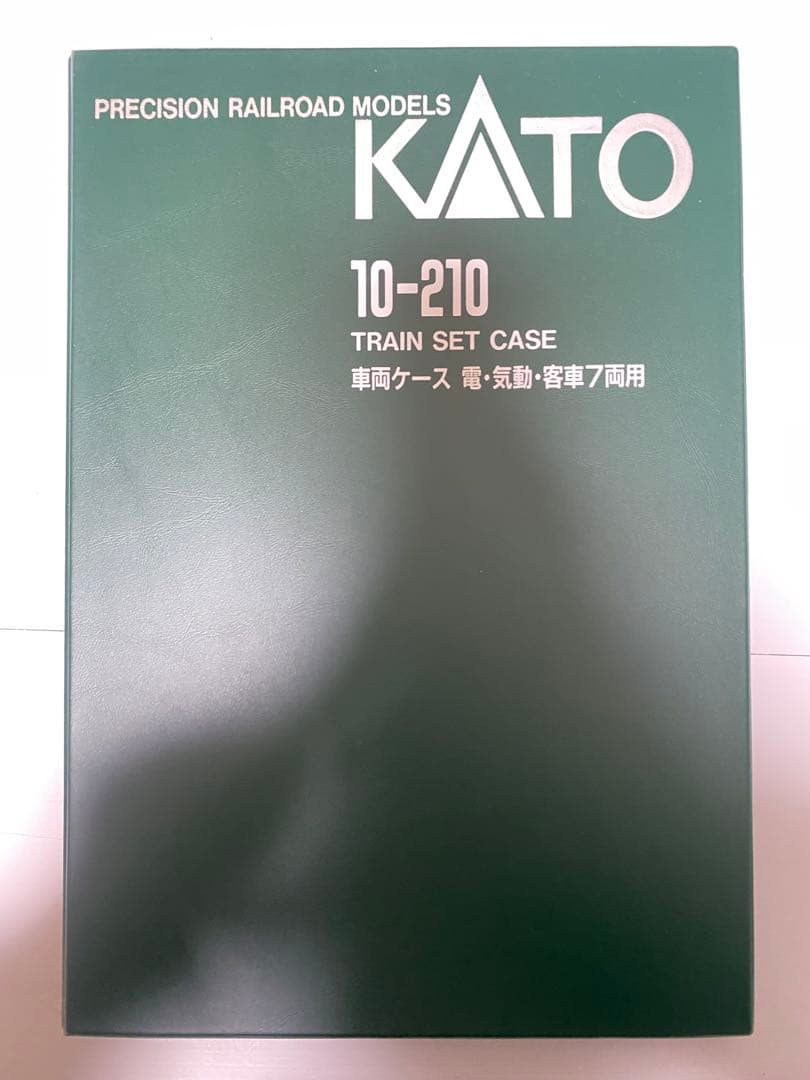 PRECISION RAILROAD MODELS
KATO
10-210
TRAIN SET CASE
車両ケース 電・気動・客車7両用